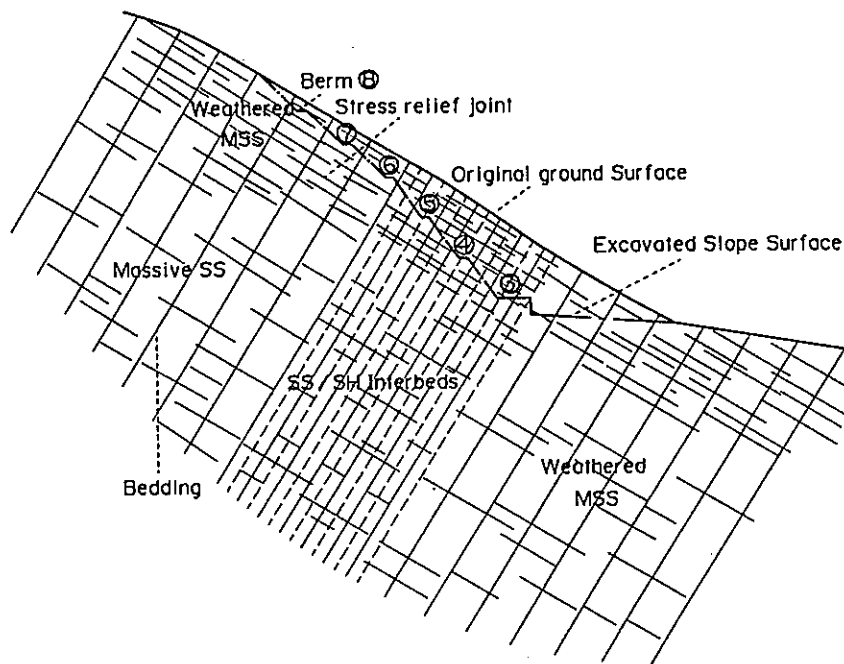 Berm ⑧
Weathered
MSS
Stress relief joint
⑦
⑥
Original ground Surface
⑤
④
Excavated Slope Surface
③
Massive SS
SS / SH Interbeds
Bedding
Weathered
MSS